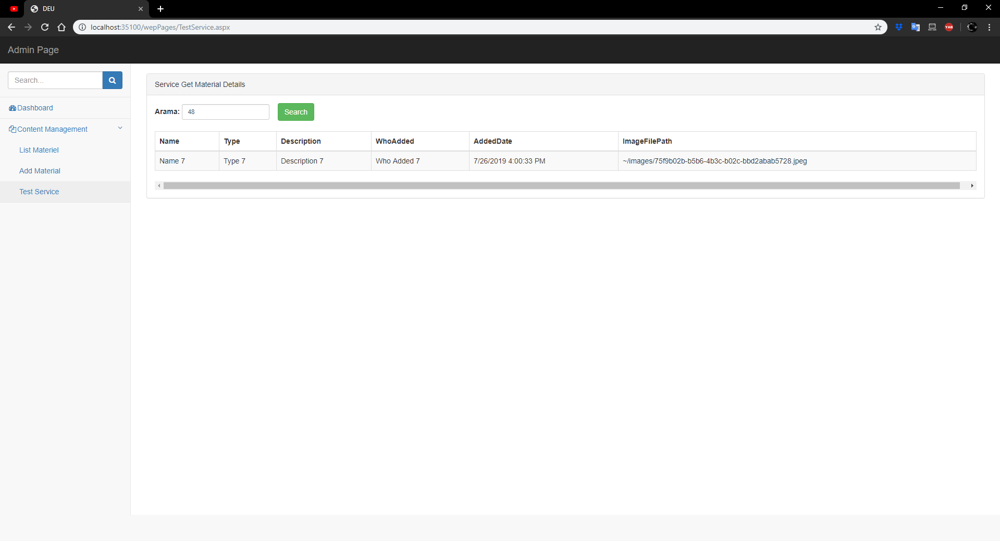 DEU
localhost:35100/wepPages/TestService.aspx
YAB
Admin Page
Search...
Dashboard
Content Management
List Materiel
Add Material
Test Service
Service Get Material Details
Arama: 48 Search
Name Type Description WhoAdded AddedDate ImageFilePath
Name 7 Type 7 Description 7 Who Added 7 7/26/2019 4:00:33 PM ~/images/75f9b02b-b5b6-4b3c-b02c-bbd2abab5728.jpeg